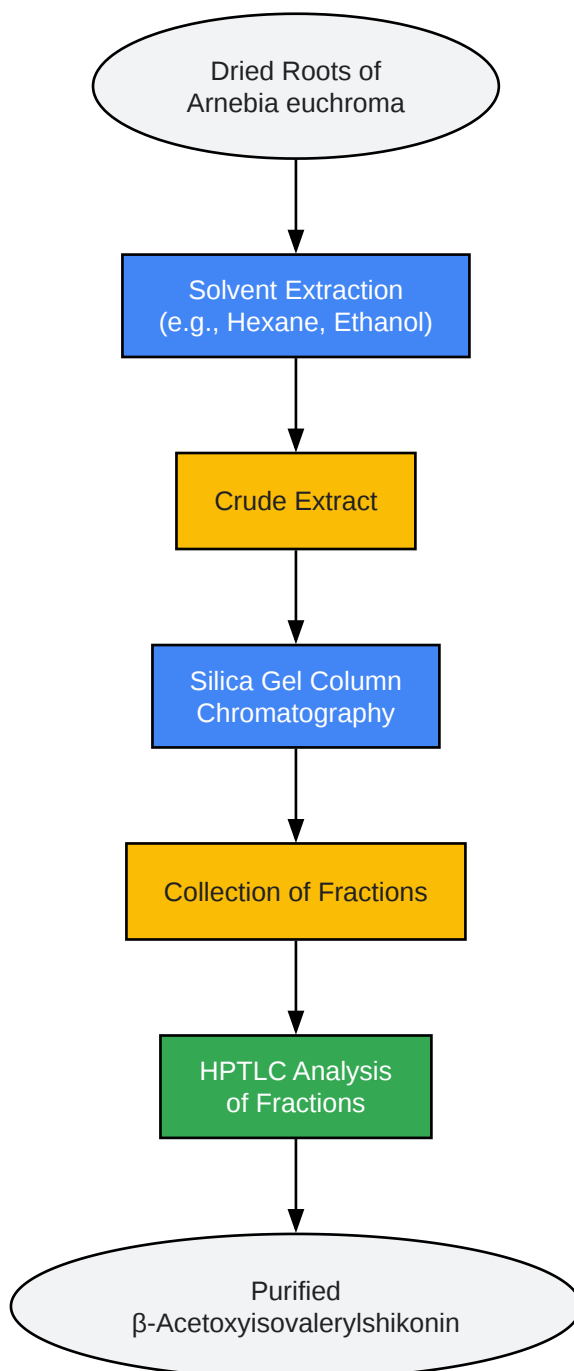 Dried Roots of
Arnebia euchroma
Solvent Extraction
(e.g., Hexane, Ethanol)
Crude Extract
Silica Gel Column
Chromatography
Collection of Fractions
HPTLC Analysis
of Fractions
Purified
β-Acetoxyisovalerylshikonin